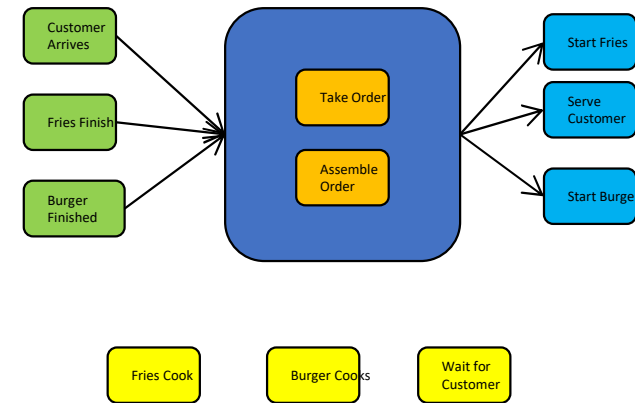 Customer
Arrives
Fries Finish
Burger
Finished
Take Order
Assemble
Order
Start Fries
Serve
Customer
Start Burge
Fries Cook
Burger Cooks
Wait for
Customer